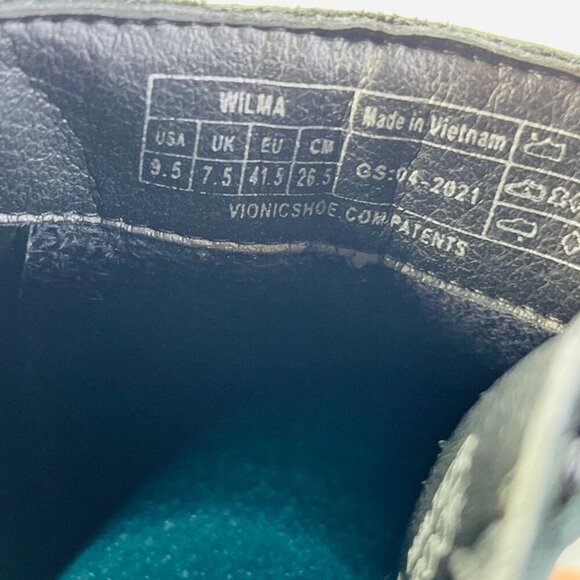 WILMA
USA UK EU CM
9.5 7.5 41.5 26.5
VIONICSHOE.COM/PATENTS
Made in Vietnam
GS:04-2021